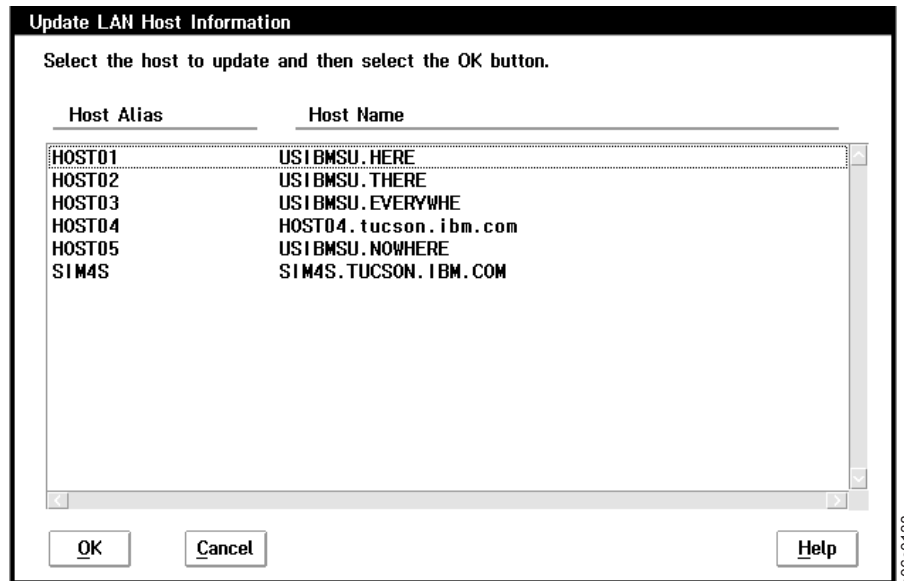 Update LAN Host Information
Select the host to update and then select the OK button.
Host Alias Host Name
HOST01 USIBMSU.HERE
HOST02 USIBMSU.THERE
HOST03 USIBMSU.EVERYWHE
HOST04 HOST04.tucson.ibm.com
HOST05 USIBMSU.NOWHERE
SIM4S SIM4S.TUCSON.IBM.COM
OK Cancel Help